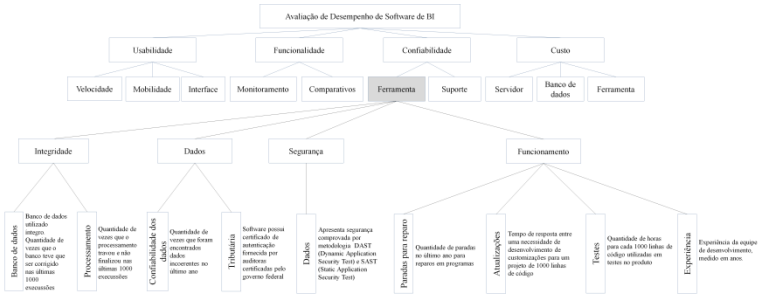 Avaliação de Desempenho de Software de BI
Usabilidade
Funcionalidade
Confiabilidade
Custo
Velocidade
Mobilidade
Interface
Monitoramento
Comparativos
Ferramenta
Suporte
Servidor
Banco de
dados
Ferramenta
Integridade
Dados
Segurança
Funcionamento
Banco de dados
Banco de dados
utilizado
integro
Quantidade de
vezes que o
banco teve que
ser corrigido
nas últimas
1000
execussões
Processamento
Quantidade de
vezes que o
processamento
travou e não
finalizou nas
últimas 1000
execussões
Confiabilidade dos
dados
Quantidade de
vezes que foram
encontrados
dados
incoerentes no
último ano
Tributária
Software possui
certificado de
autenticação
fornecida por
auditoras
certificadas pelo
governo federal
Dados
Apresenta segurança
comprovada por
metodologia DAST
(Dynamic Application
Security Test) e SAST
(Static Application
Security Test)
Paradas para reparo
Quantidade de paradas
no último ano para
reparos em programas
Atualizações
Tempo de resposta entre
uma necessidade de
desenvolvimento de
customizações para um
projeto de 1000 linhas
de código
Testes
Quantidade de horas
para cada 1000 linhas de
código utilizadas em
testes no produto
Experiência
Experiência da equipe
de desenvolvimento,
medido em anos.